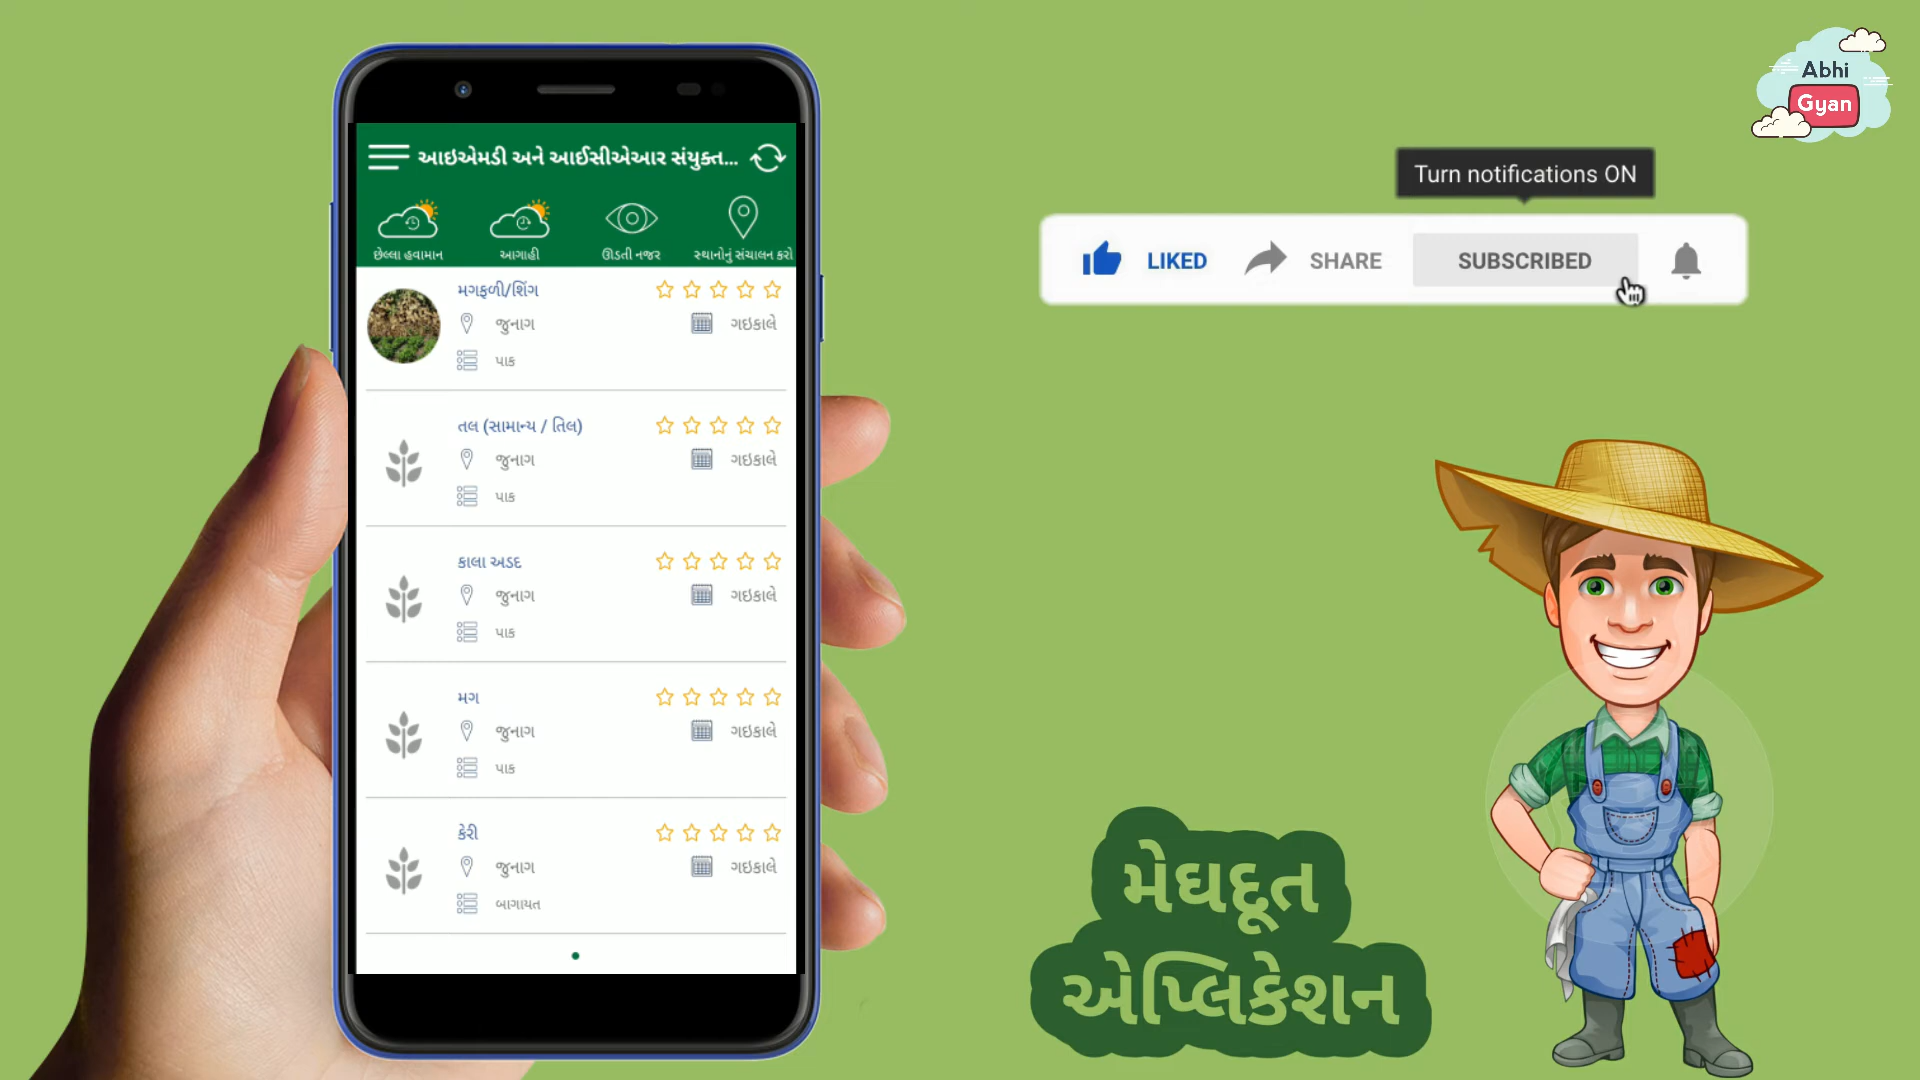 આઇએમડી અને આઈસીએઆર સંયુક્ત...
છેલ્લા હવામાન
આગાહી
ઊડતી નજર
સ્થાનોનું સંચાલન કરો
મગફળી/શિંગ
જુનાગ
ગઇકાલે
પાક
તલ (સામાન્ય / તિલ)
જુનાગ
ગઇકાલે
પાક
કાલા અડદ
જુનાગ
ગઇકાલે
પાક
મગ
જુનાગ
ગઇકાલે
પાક
કેરી
જુનાગ
ગઇકાલે
બાગાયત
Abhi
Gyan
Turn notifications ON
LIKED
SHARE
SUBSCRIBED
મેઘદૂત
એપ્લિકેશન